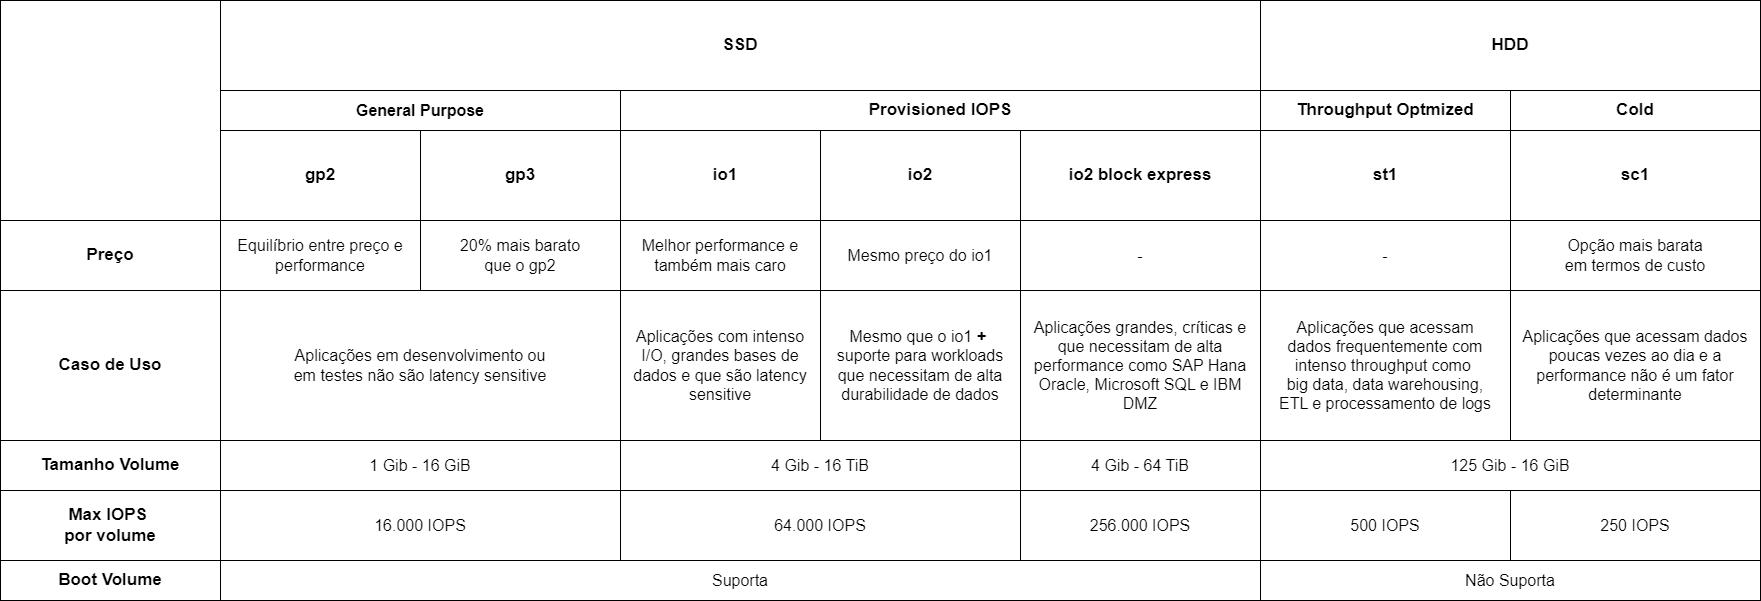 SSD
HDD
General Purpose
Provisioned IOPS
Throughput Optmized
Cold
gp2
gp3
io1
io2
io2 block express
st1
sc1
Preço
Equilíbrio entre preço e
performance
20% mais barato
que o gp2
Melhor performance e
também mais caro
Mesmo preço do io1
-
-
Opção mais barata
em termos de custo
Caso de Uso
Aplicações em desenvolvimento ou
em testes não são latency sensitive
Aplicações com intenso
I/O, grandes bases de
dados e que são latency
sensitive
Mesmo que o io1 +
suporte para workloads
que necessitam de alta
durabilidade de dados
Aplicações grandes, críticas e
que necessitam de alta
performance como SAP Hana
Oracle, Microsoft SQL e IBM
DMZ
Aplicações que acessam
dados frequentemente com
intenso throughput como
big data, data warehousing,
ETL e processamento de logs
Aplicações que acessam dados
poucas vezes ao dia e a
performance não é um fator
determinante
Tamanho Volume
1 Gib - 16 GiB
4 Gib - 16 TiB
4 Gib - 64 TiB
125 Gib - 16 GiB
Max IOPS
por volume
16.000 IOPS
64.000 IOPS
256.000 IOPS
500 IOPS
250 IOPS
Boot Volume
Suporta
Não Suporta